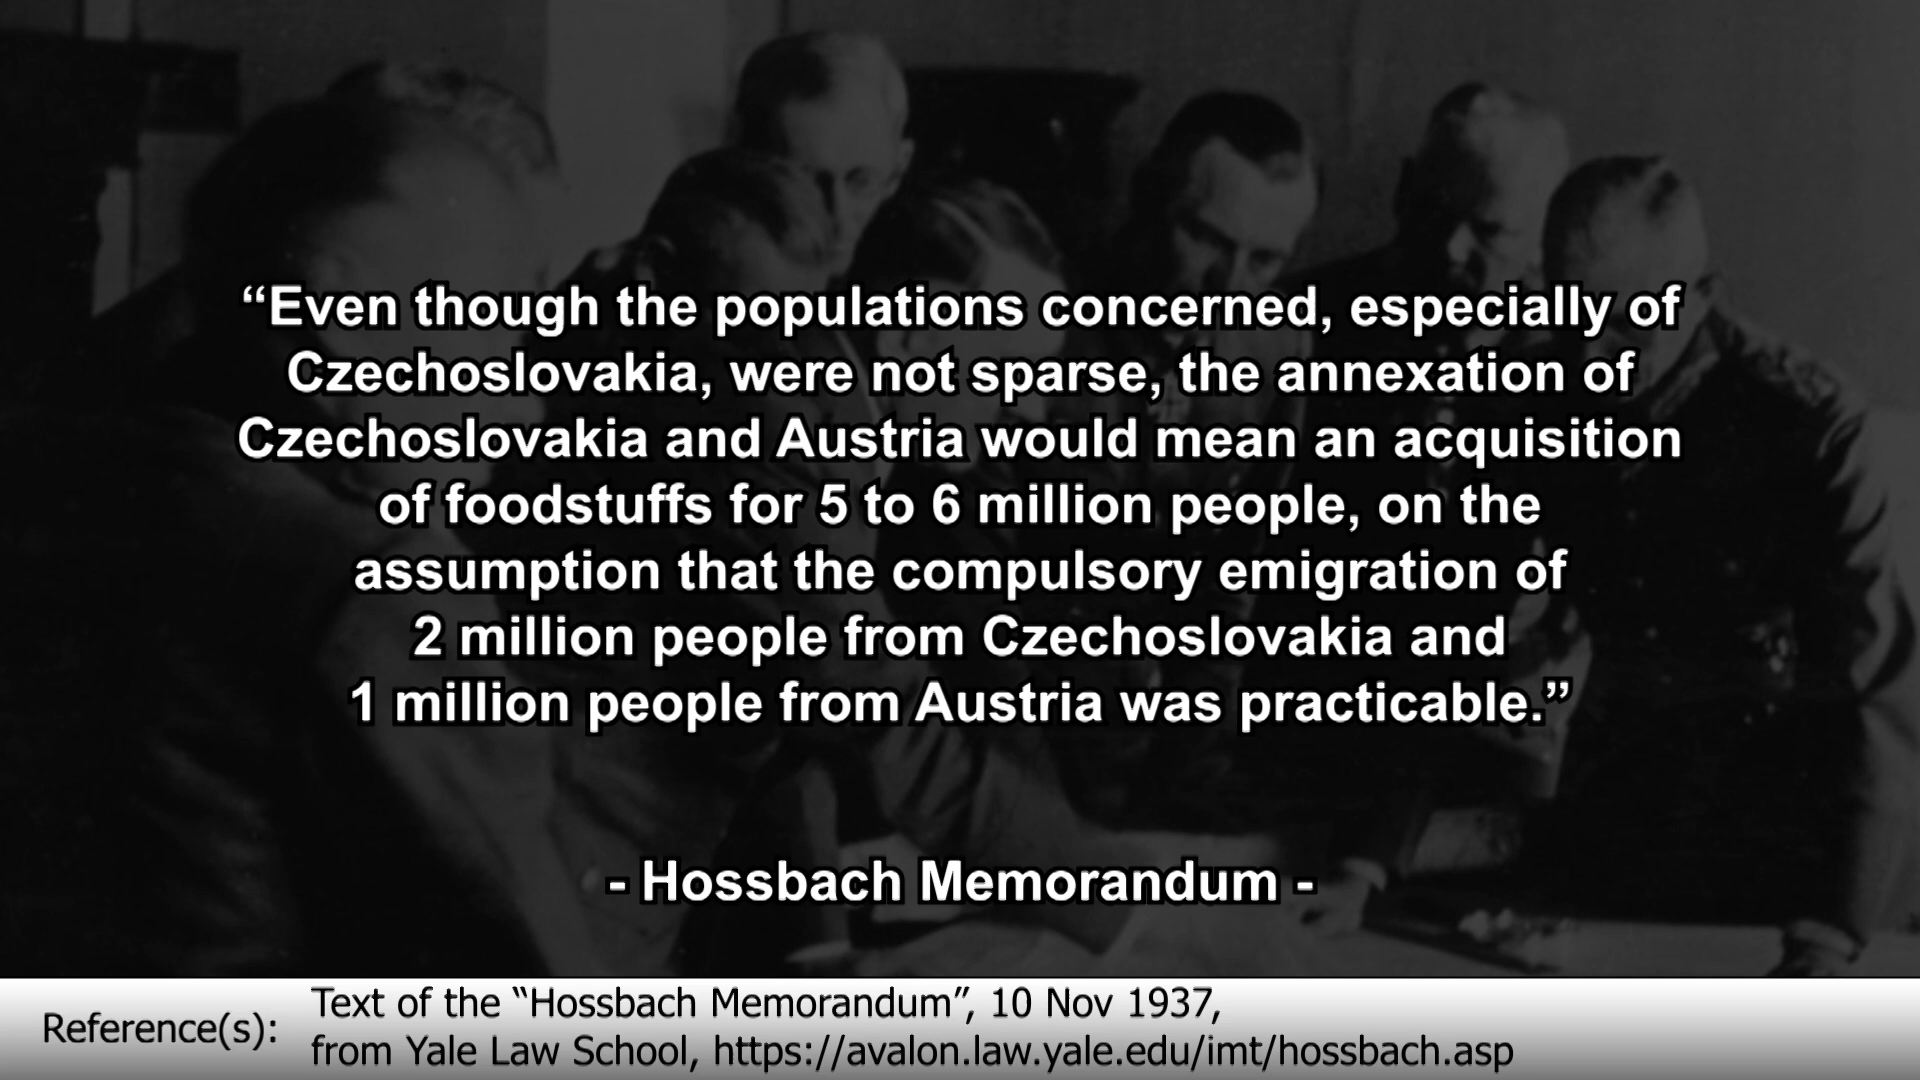 “Even though the populations concerned, especially of
Czechoslovakia, were not sparse, the annexation of
Czechoslovakia and Austria would mean an acquisition
of foodstuffs for 5 to 6 million people, on the
assumption that the compulsory emigration of
2 million people from Czechoslovakia and
1 million people from Austria was practicable.”
- Hossbach Memorandum -
Reference(s):
Text of the “Hossbach Memorandum”, 10 Nov 1937,
from Yale Law School, https://avalon.law.yale.edu/imt/hossbach.asp